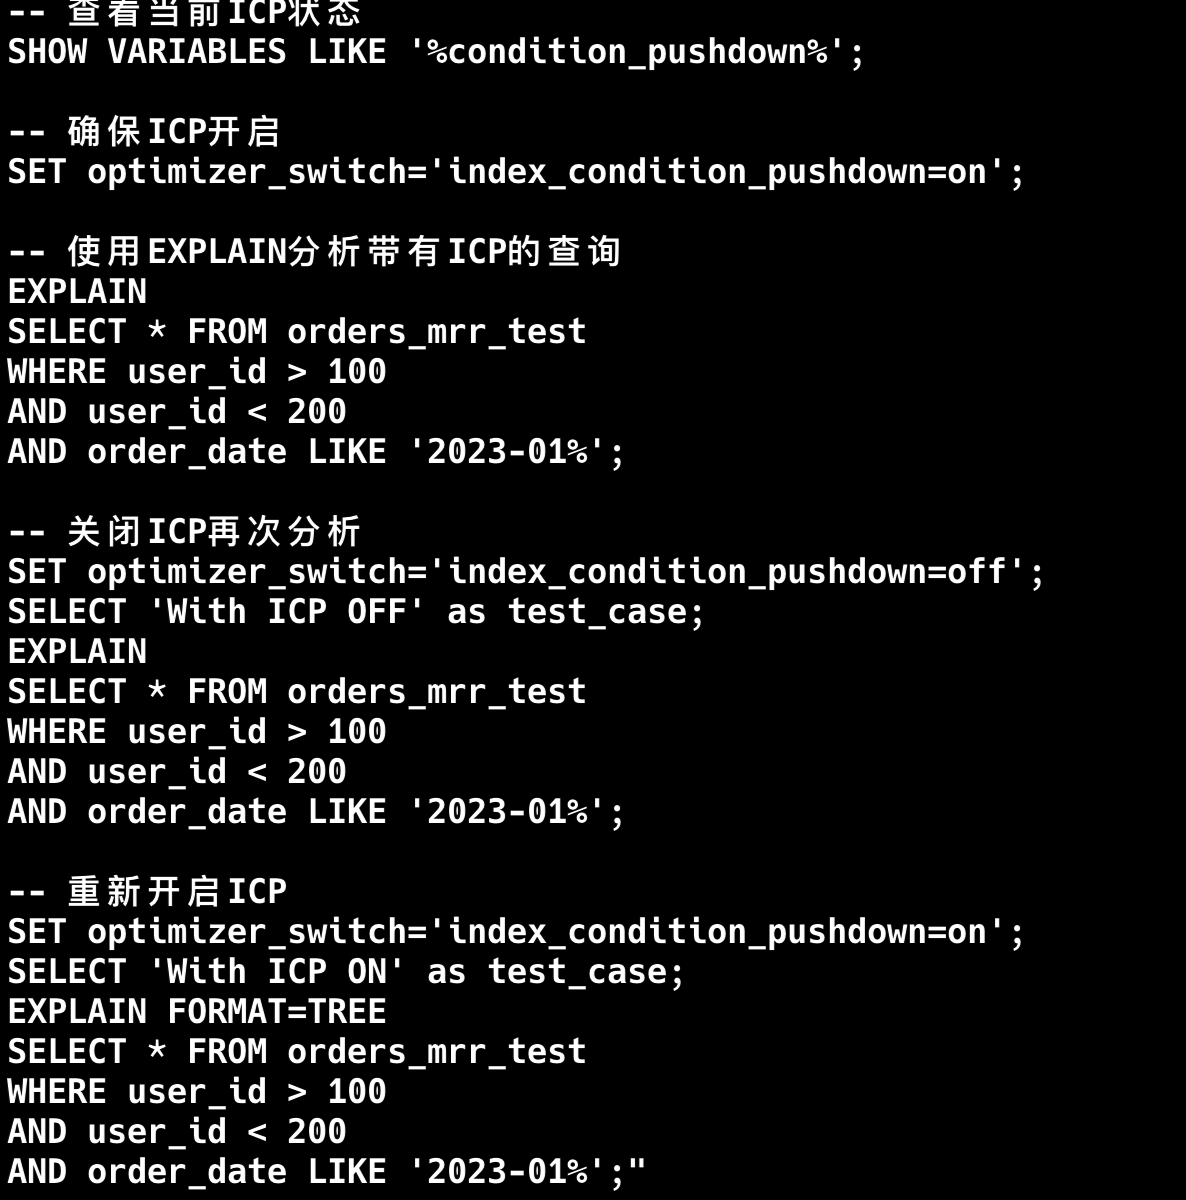 -- 查看当前ICP状态
SHOW VARIABLES LIKE '%condition_pushdown%';

-- 确保ICP开启
SET optimizer_switch='index_condition_pushdown=on';

-- 使用EXPLAIN分析带有ICP的查询
EXPLAIN
SELECT * FROM orders_mrr_test
WHERE user_id > 100
AND user_id < 200
AND order_date LIKE '2023-01%';

-- 关闭ICP再次分析
SET optimizer_switch='index_condition_pushdown=off';
SELECT 'With ICP OFF' as test_case;
EXPLAIN
SELECT * FROM orders_mrr_test
WHERE user_id > 100
AND user_id < 200
AND order_date LIKE '2023-01%';

-- 重新开启ICP
SET optimizer_switch='index_condition_pushdown=on';
SELECT 'With ICP ON' as test_case;
EXPLAIN FORMAT=TREE
SELECT * FROM orders_mrr_test
WHERE user_id > 100
AND user_id < 200
AND order_date LIKE '2023-01%';"